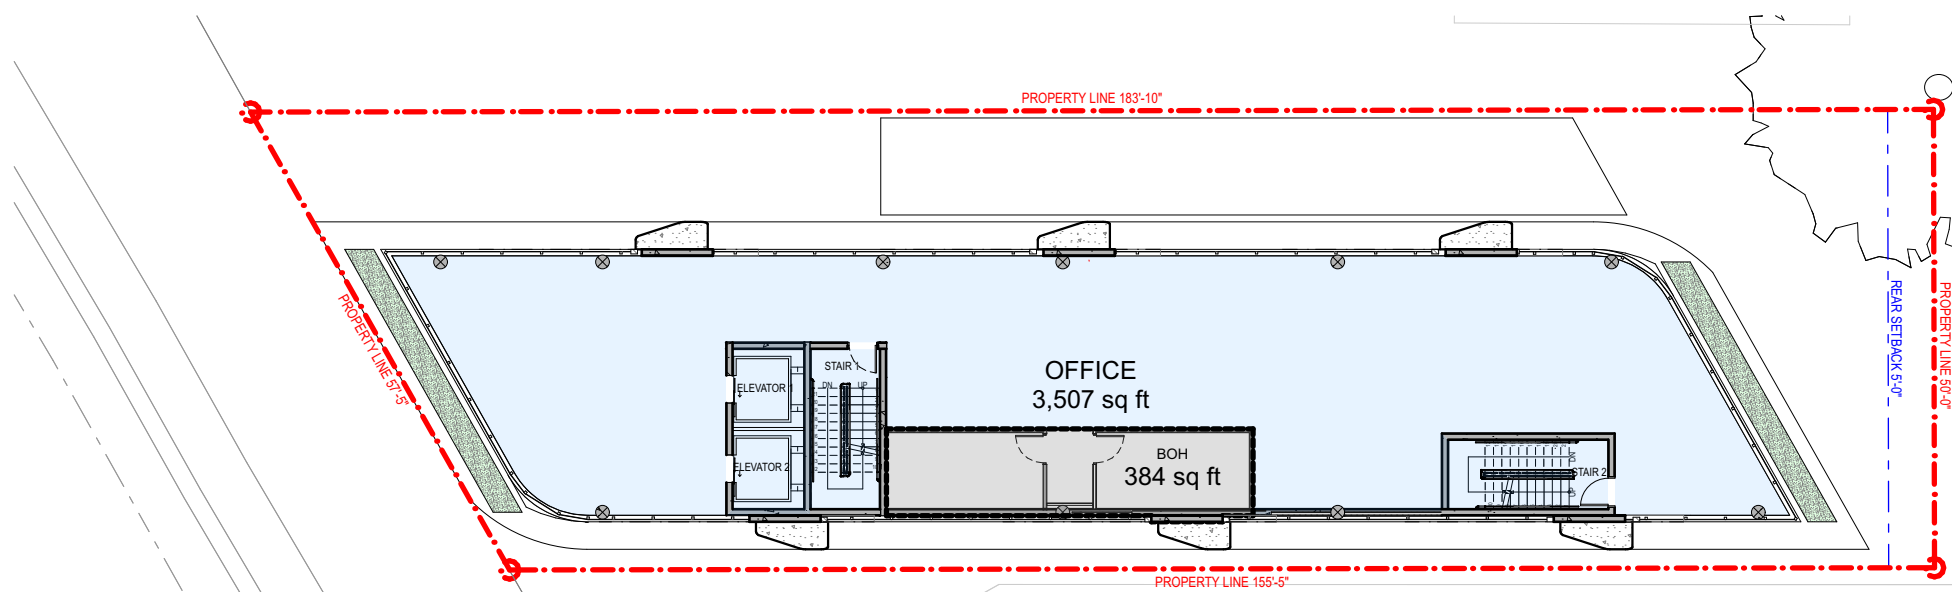 PROPERTY LINE 183'-10"
REAR SETBACK 5'-0"
PROPERTY LINE 50'-0"
PROPERTY LINE 57'-5"
STAIR 1
DN
UP
ELEVATOR 1
OFFICE
3,507 sq ft
ELEVATOR 2
BOH
384 sq ft
DN
STAIR 2
UP
PROPERTY LINE 155'-5"